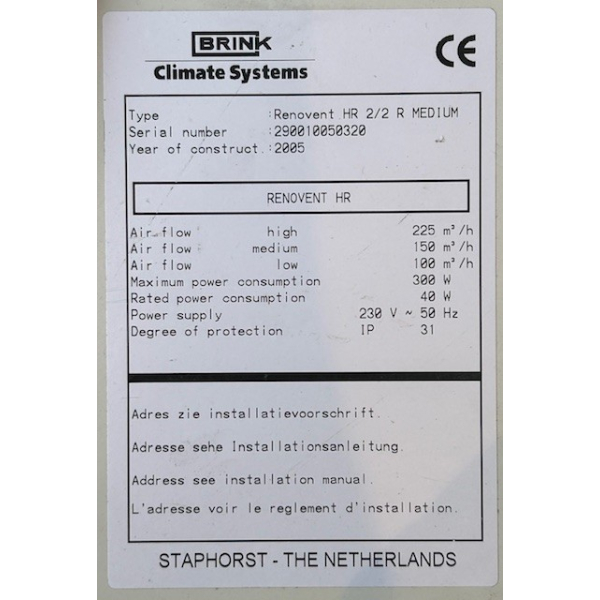 BRINK
Climate Systems
CE
Type :Renovent HR 2/2 R MEDIUM
Serial number :290010050320
Year of construct.:2005
RENOVENT HR
Air flow high 225 m³/h
Air flow medium 150 m³/h
Air flow low 100 m³/h
Maximum power consumption 300 W
Rated power consumption 40 W
Power supply 230 V ~ 50 Hz
Degree of protection IP 31
Adres zie installatievoorschrift.
Adresse sehe Installationsanleitung.
Address see installation manual.
L'adresse voir le reglement d'installation.
STAPHORST - THE NETHERLANDS